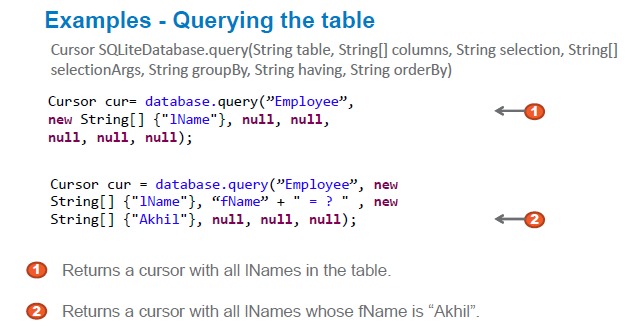 Examples - Querying the table
Cursor SQLiteDatabase.query(String table, String[] columns, String selection, String[]
selectionArgs, String groupBy, String having, String orderBy)
Cursor cur= database.query(”Employee”,
new String[] {"lName"}, null, null,
null, null, null);
1
Cursor cur = database.query(”Employee”, new
String[] {"lName"}, “fName” + " = ? " , new
String[] {"Akhil"}, null, null, null);
2
1 Returns a cursor with all lNames in the table.
2 Returns a cursor with all lNames whose fName is “Akhil”.